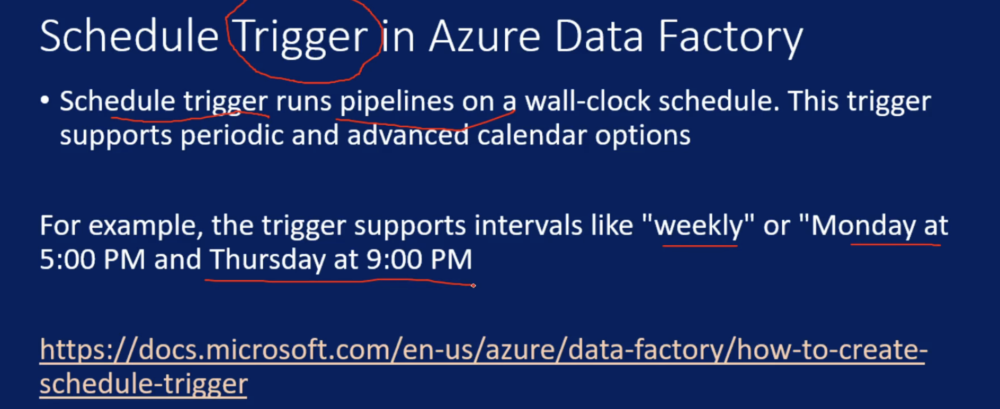 Schedule Trigger in Azure Data Factory
• Schedule trigger runs pipelines on a wall-clock schedule. This trigger
supports periodic and advanced calendar options
For example, the trigger supports intervals like "weekly" or "Monday at
5:00 PM and Thursday at 9:00 PM
https://docs.microsoft.com/en-us/azure/data-factory/how-to-create-
schedule-trigger